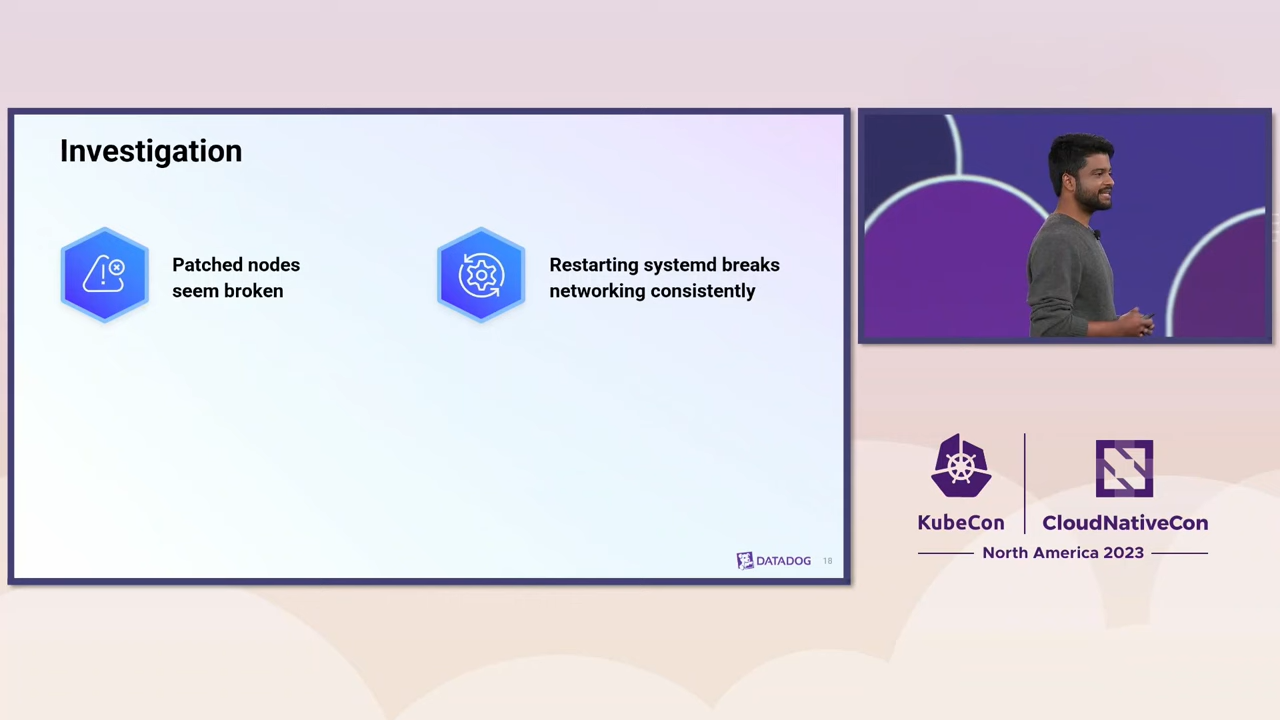 Investigation
Patched nodes
seem broken
Restarting systemd breaks
networking consistently
DATADOG
18
KubeCon
CloudNativeCon
North America 2023